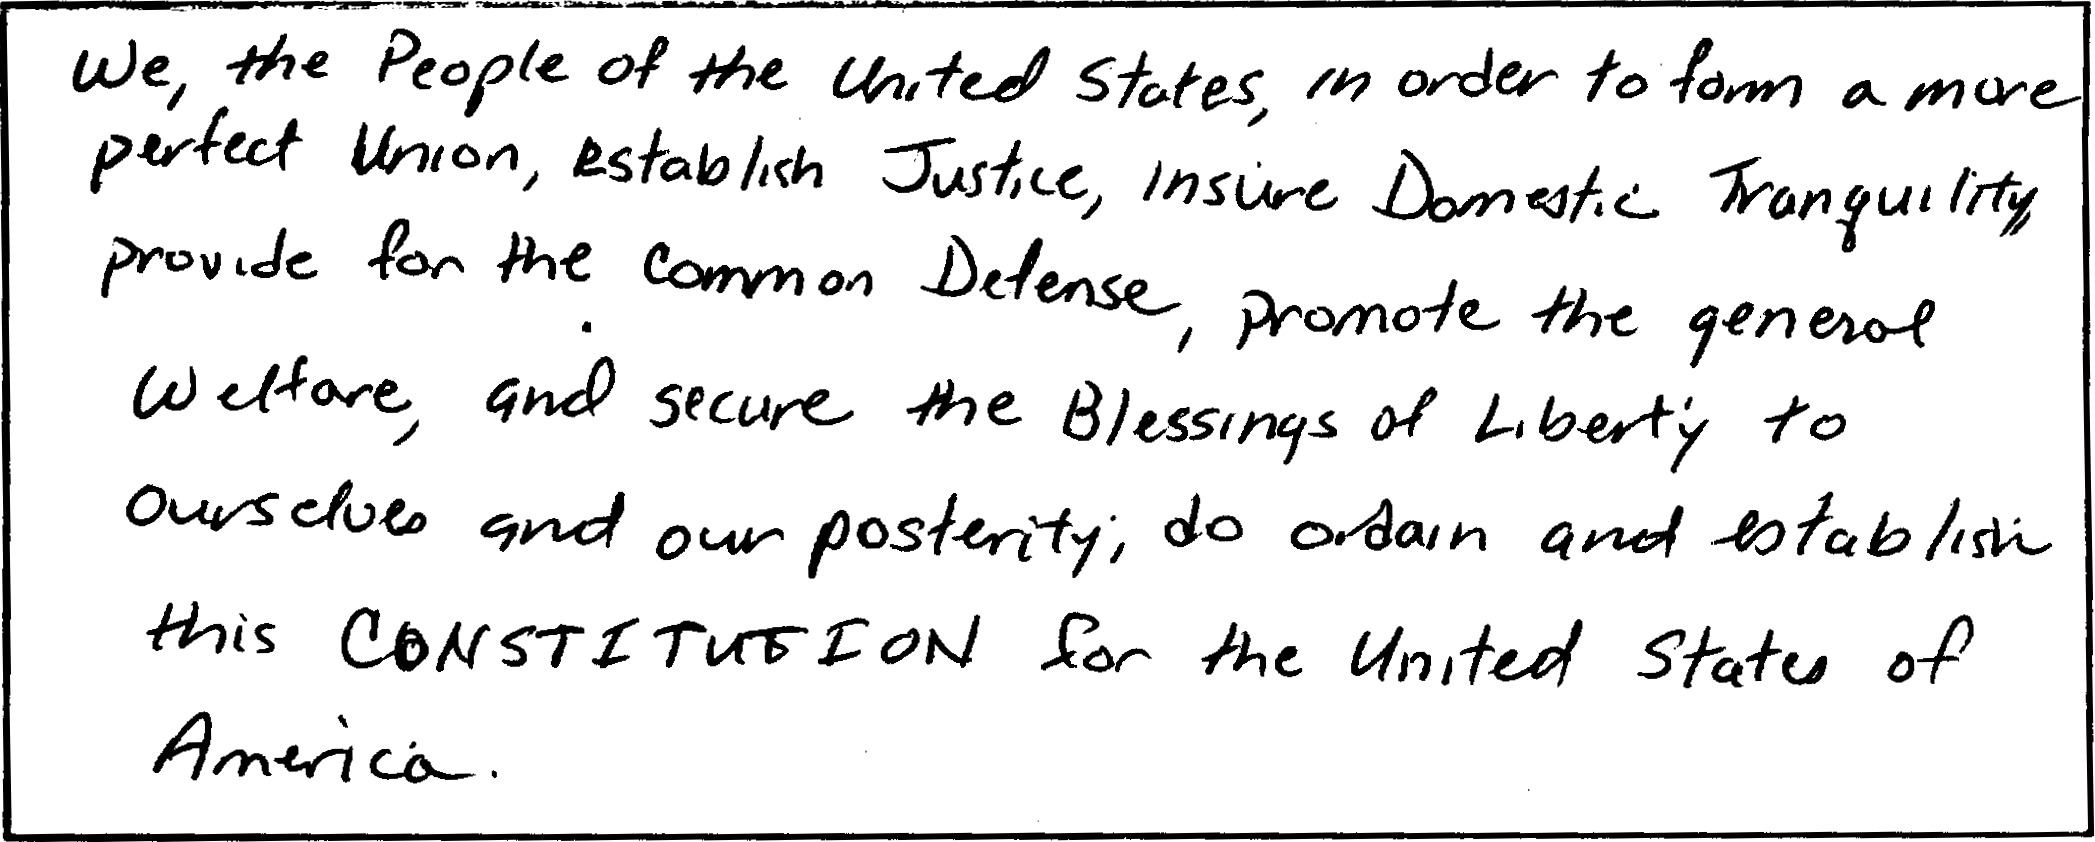 We, the People of the United States, in order to form a more
perfect Union, establish Justice, insure Domestic Tranquility,
provide for the common Defense, promote the general
Welfare, and secure the Blessings of Liberty to
ourselves and our posterity, do ordain and establish
this CONSTITUTION for the United States of
America.